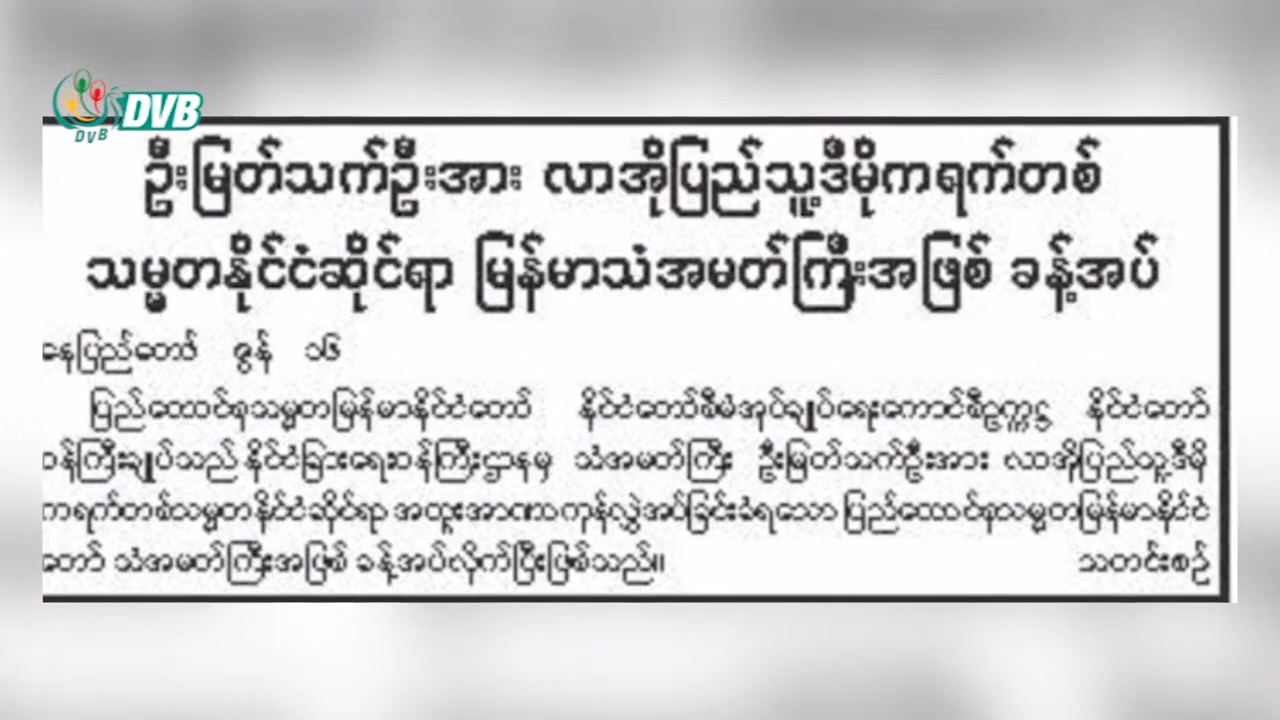 DVB
DVB
ဦးမြတ်သက်ဦးအား လာအိုပြည်သူ့ဒီမိုကရက်တစ်
သမ္မတနိုင်ငံဆိုင်ရာ မြန်မာသံအမတ်ကြီးအဖြစ် ခန့်အပ်
နေပြည်တော် ဇွန် ၁၆
ပြည်ထောင်စုသမ္မတမြန်မာနိုင်ငံတော် နိုင်ငံတော်စီမံအုပ်ချုပ်ရေးကောင်စီဥက္ကဋ္ဌ နိုင်ငံတော်
ဝန်ကြီးချုပ်သည် နိုင်ငံခြားရေးဝန်ကြီးဌာနမှ သံအမတ်ကြီး ဦးမြတ်သက်ဦးအား လာအိုပြည်သူ့ဒီမို
ကရက်တစ်သမ္မတနိုင်ငံဆိုင်ရာ အထူးအာဏာကုန်လွှဲအပ်ခြင်းခံရသော ပြည်ထောင်စုသမ္မတမြန်မာနိုင်ငံ
တော် သံအမတ်ကြီးအဖြစ် ခန့်အပ်လိုက်ပြီးဖြစ်သည်။ သတင်းစဉ်